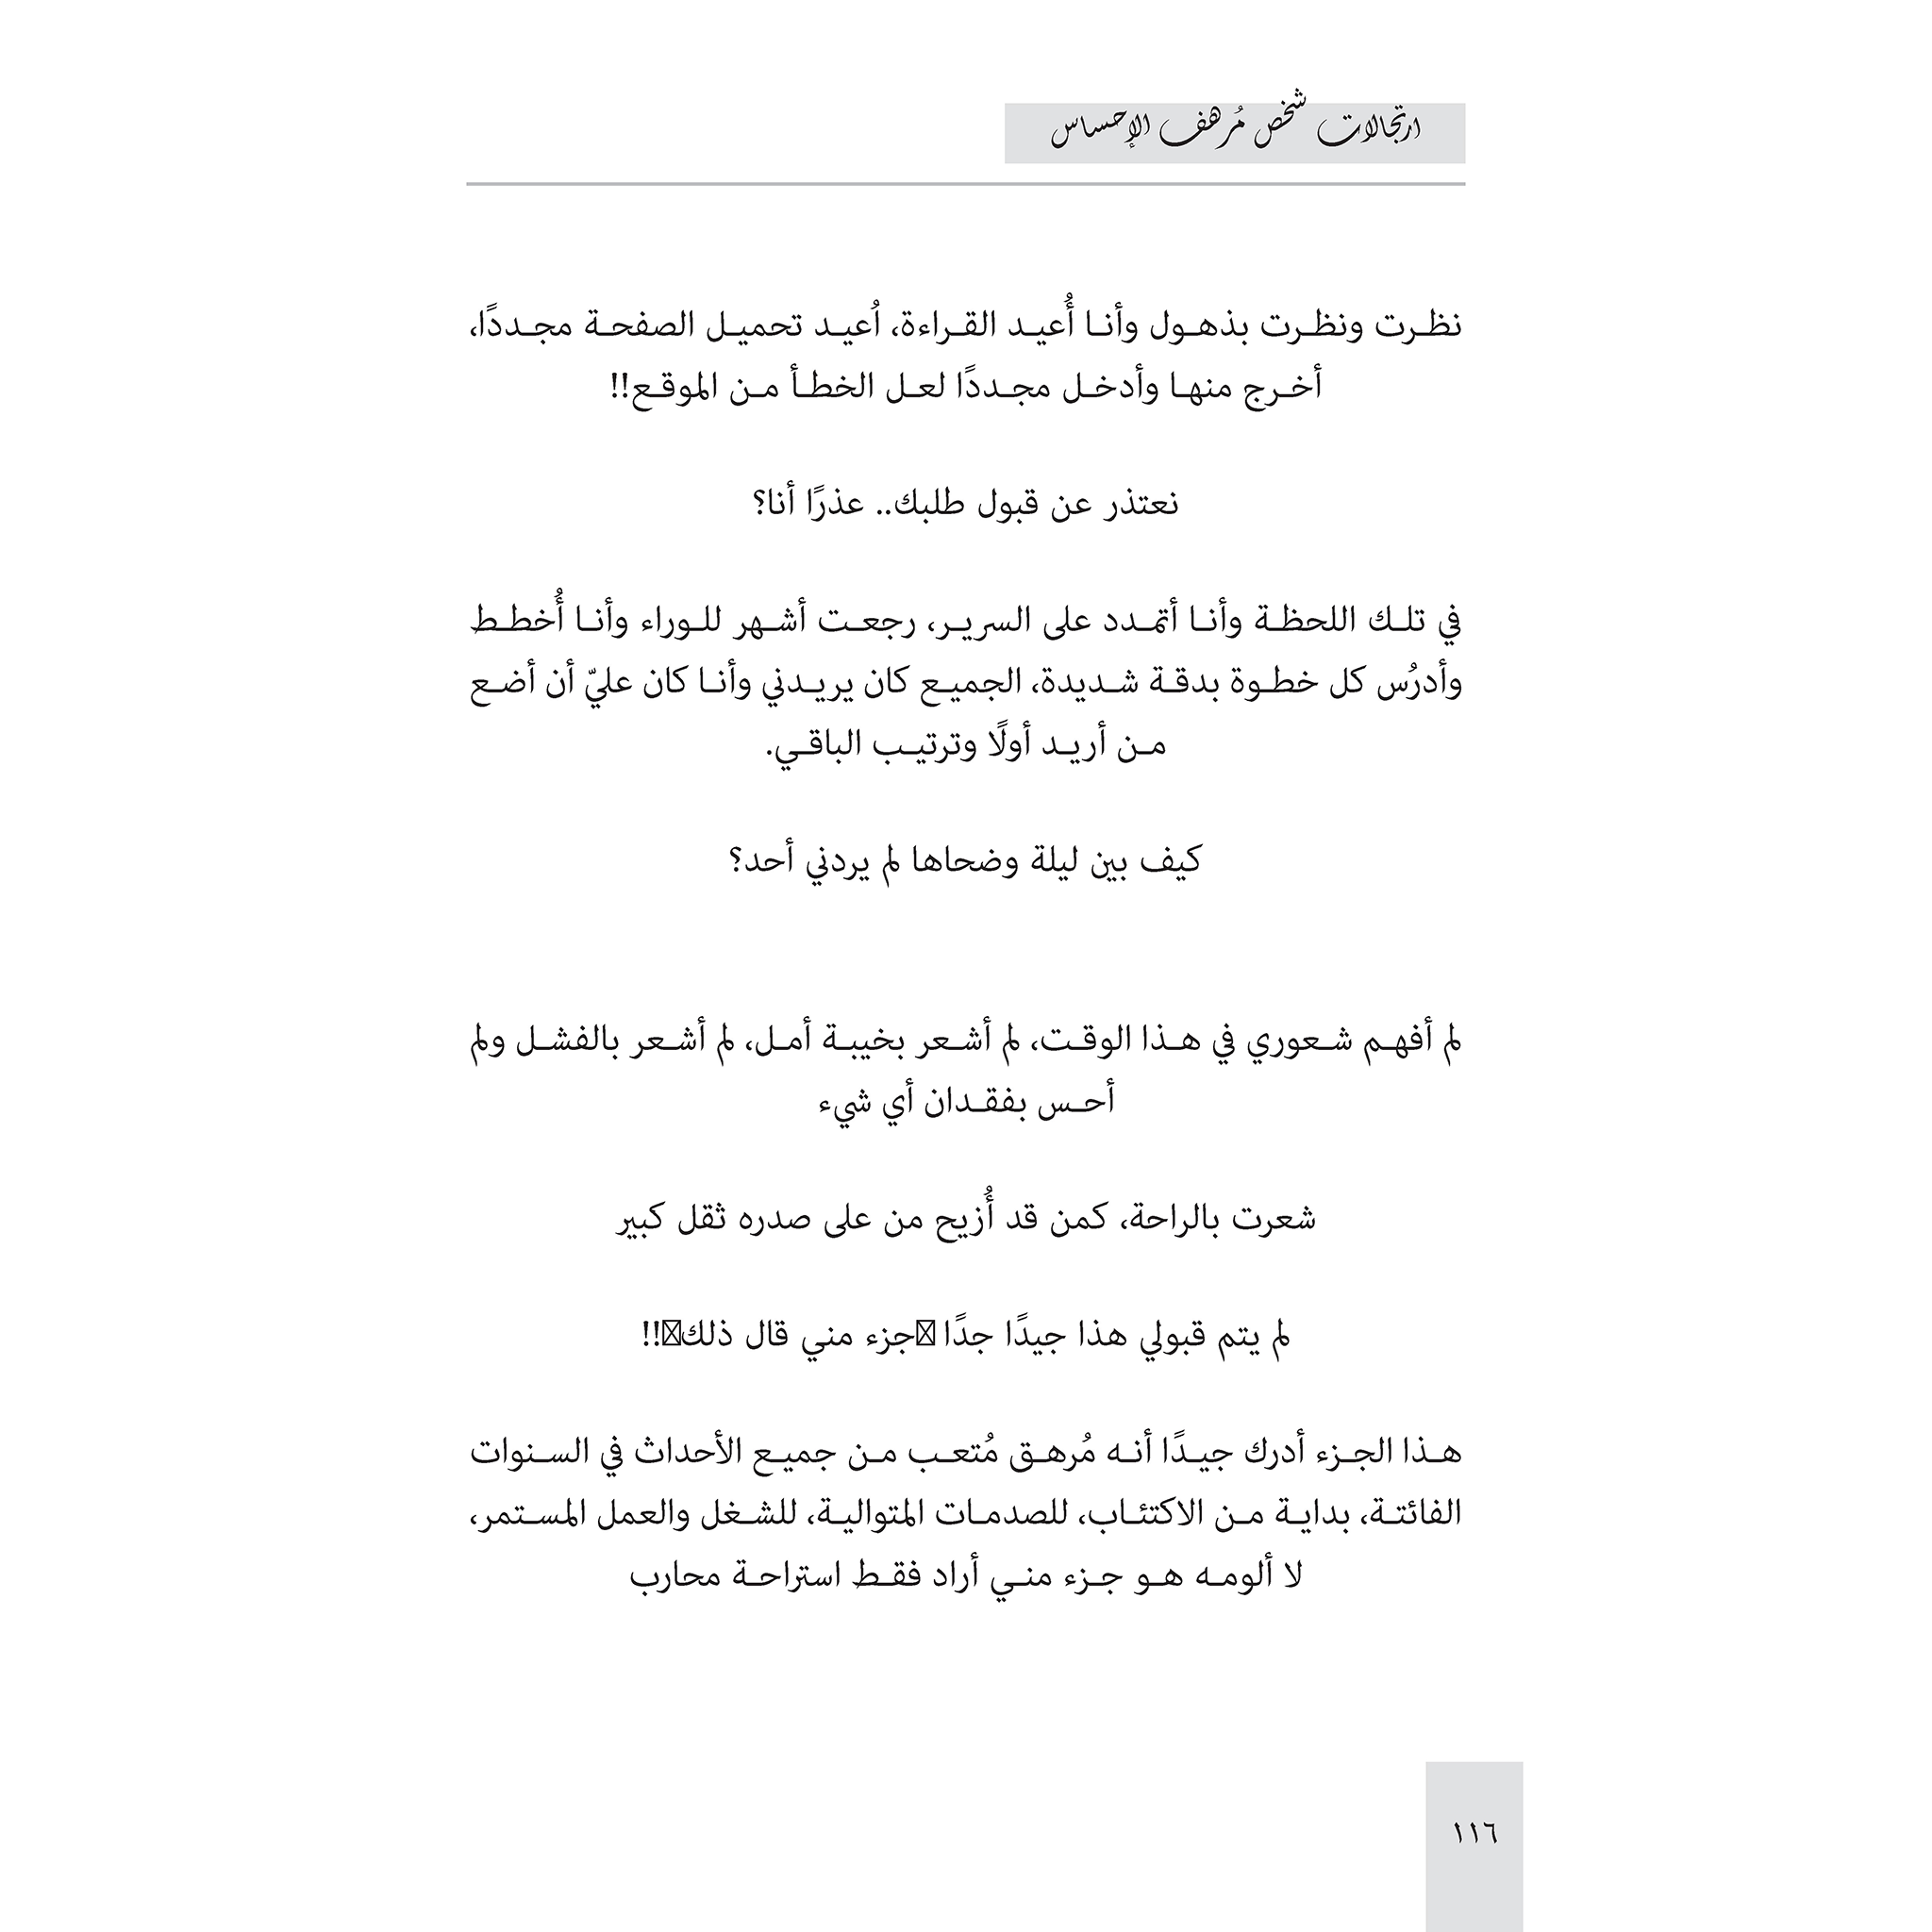 ارتجالات شخص مُرهف الإحساس
نظرت ونظرت بذهول وأنا أُعيد القراءة، اُعيد تحميل الصفحة مجددًا،
أخرج منها وأدخل مجددًا لعل الخطأ من الموقع!!
نعتذر عن قبول طلبك.. عذرًا أنا؟
في تلك اللحظة وأنا أتمدد على السرير، رجعت أشهر للوراء وأنا أُخطط
وأدرُس كل خطوة بدقة شديدة، الجميع كان يريدني وأنا كان عليّ أن أضع
من أريد أولًا وترتيب الباقي.
كيف بين ليلة وضحاها لم يردني أحد؟
لم أفهم شعوري في هذا الوقت، لم أشعر بخيبة أمل، لم أشعر بالفشل ولم
أحس بفقدان أي شيء
شعرت بالراحة، كمن قد أُزيح من على صدره ثقل كبير
لم يتم قبولي هذا جيدًا جدًا جزء مني قال ذلك!!
هذا الجزء أدرك جيدًا أنه مُرهق مُتعب من جميع الأحداث في السنوات
الفائتة، بداية من الاكتئاب، للصدمات المتوالية، للشغل والعمل المستمر،
لا ألومه هو جزء مني أراد فقط استراحة محارب
١١٦